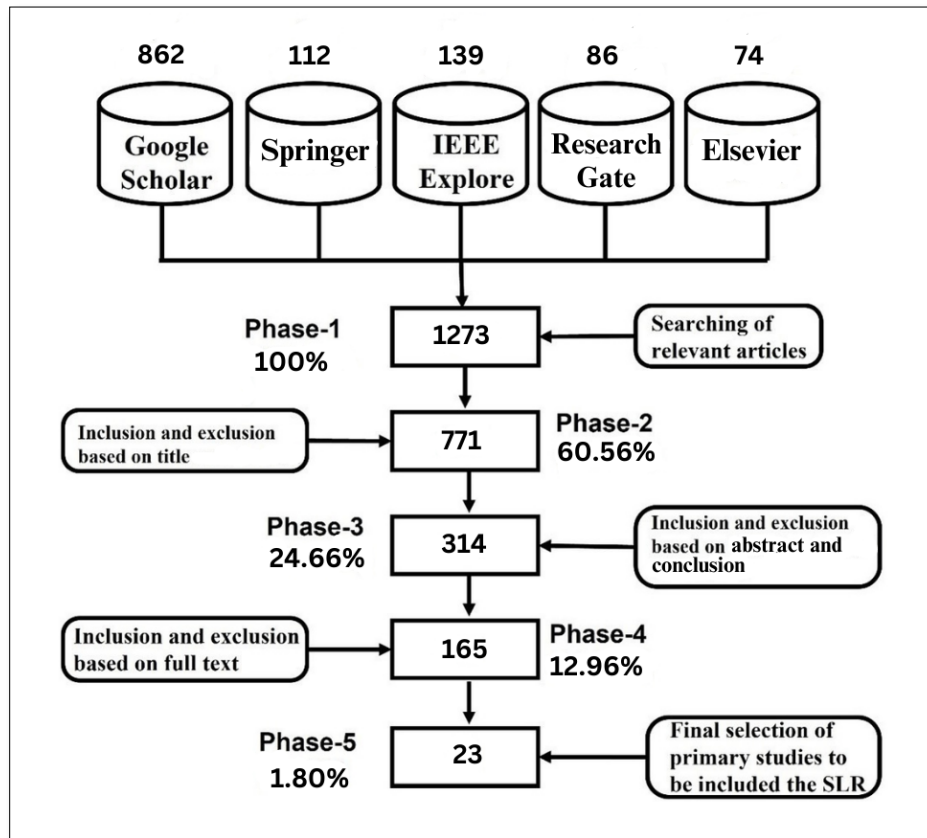 862
112
139
86
74
Google
Scholar
Springer
IEEE
Explore
Research
Gate
Elsevier
Phase-1
100%
1273
Searching of
relevant articles
Inclusion and exclusion
based on title
771
Phase-2
60.56%
Phase-3
24.66%
314
Inclusion and exclusion
based on abstract and
conclusion
Inclusion and exclusion
based on full text
165
Phase-4
12.96%
Phase-5
1.80%
23
Final selection of
primary studies to
be included the SLR